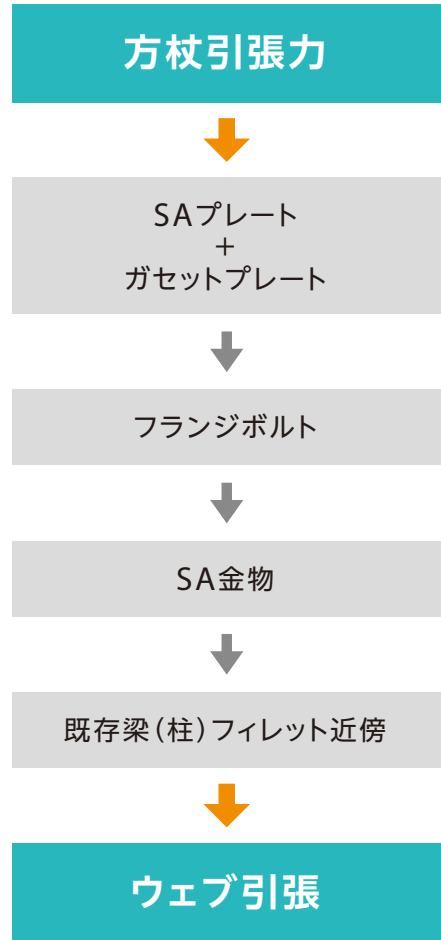 方杖引張力
SAプレート
+
ガセットプレート
フランジボルト
SA金物
既存梁(柱)フィレット近傍
ウェブ引張